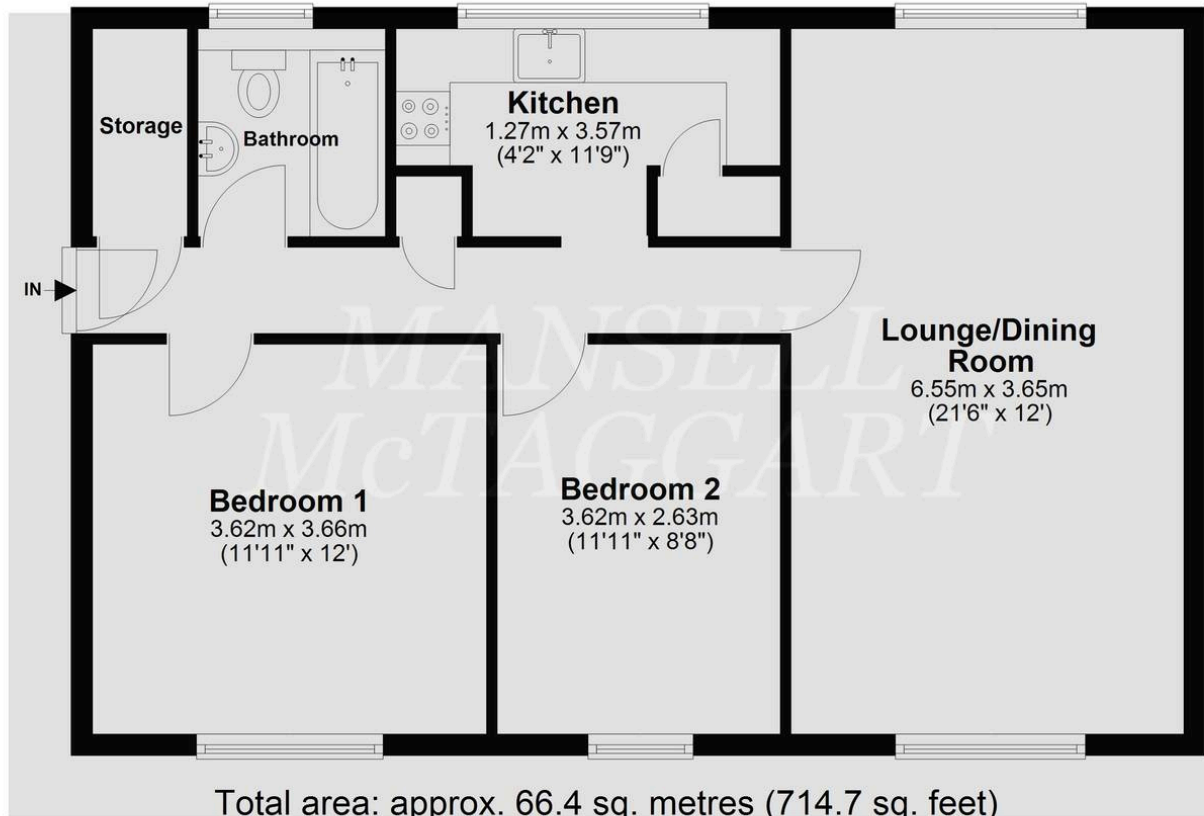 Storage
Bathroom
Kitchen
1.27m x 3.57m
(4'2" x 11'9")
IN
Lounge/Dining
Room
6.55m x 3.65m
(21'6" x 12')
MANSELL
McTAGGART
Bedroom 1
3.62m x 3.66m
(11'11" x 12')
Bedroom 2
3.62m x 2.63m
(11'11" x 8'8")
Total area: approx. 66.4 sq. metres (714.7 sq. feet)